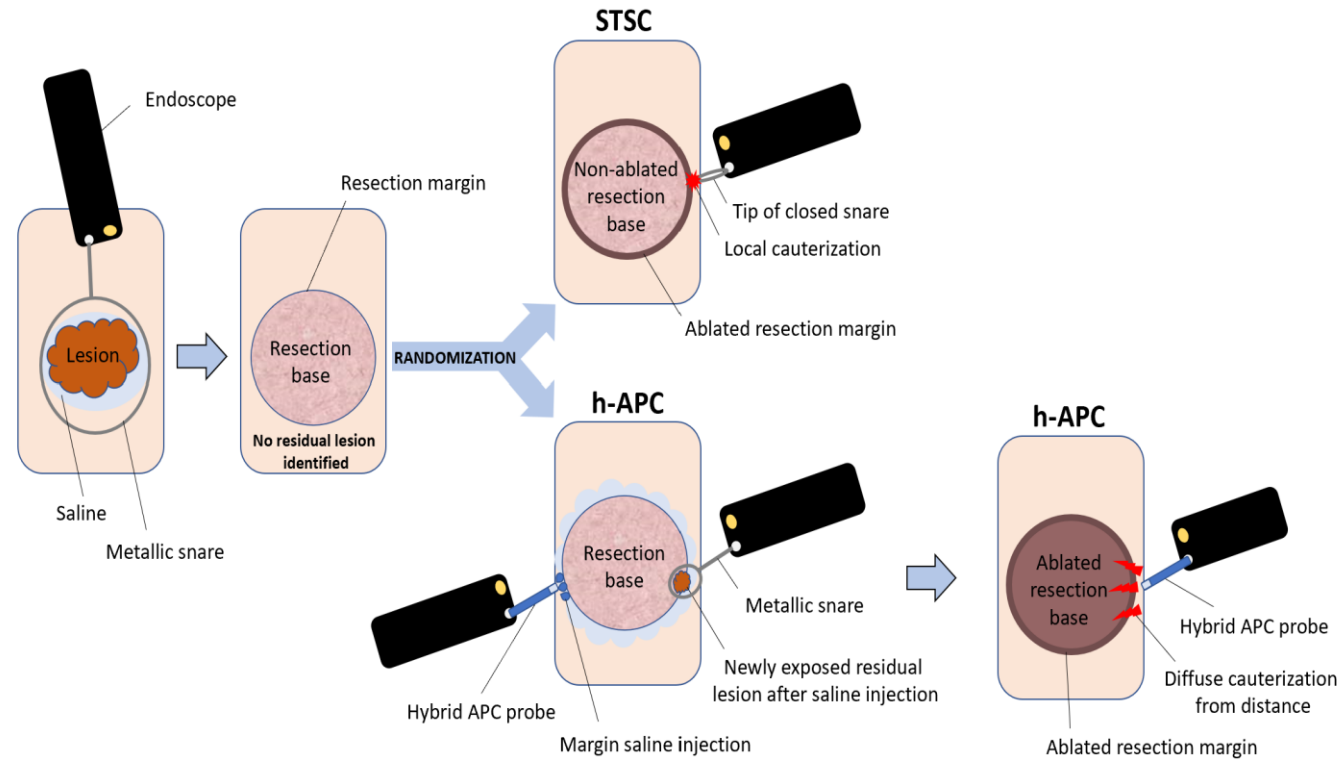 Endoscope
Lesion
Saline
Metallic snare
Resection margin
Resection
base
No residual lesion
identified
RANDOMIZATION
STSC
Non-ablated
resection
base
Tip of closed snare
Local cauterization
Ablated resection margin
h-APC
Resection
base
Metallic snare
Newly exposed residual
lesion after saline injection
Hybrid APC probe
Margin saline injection
h-APC
Ablated
resection
base
Hybrid APC probe
Diffuse cauterization
from distance
Ablated resection margin